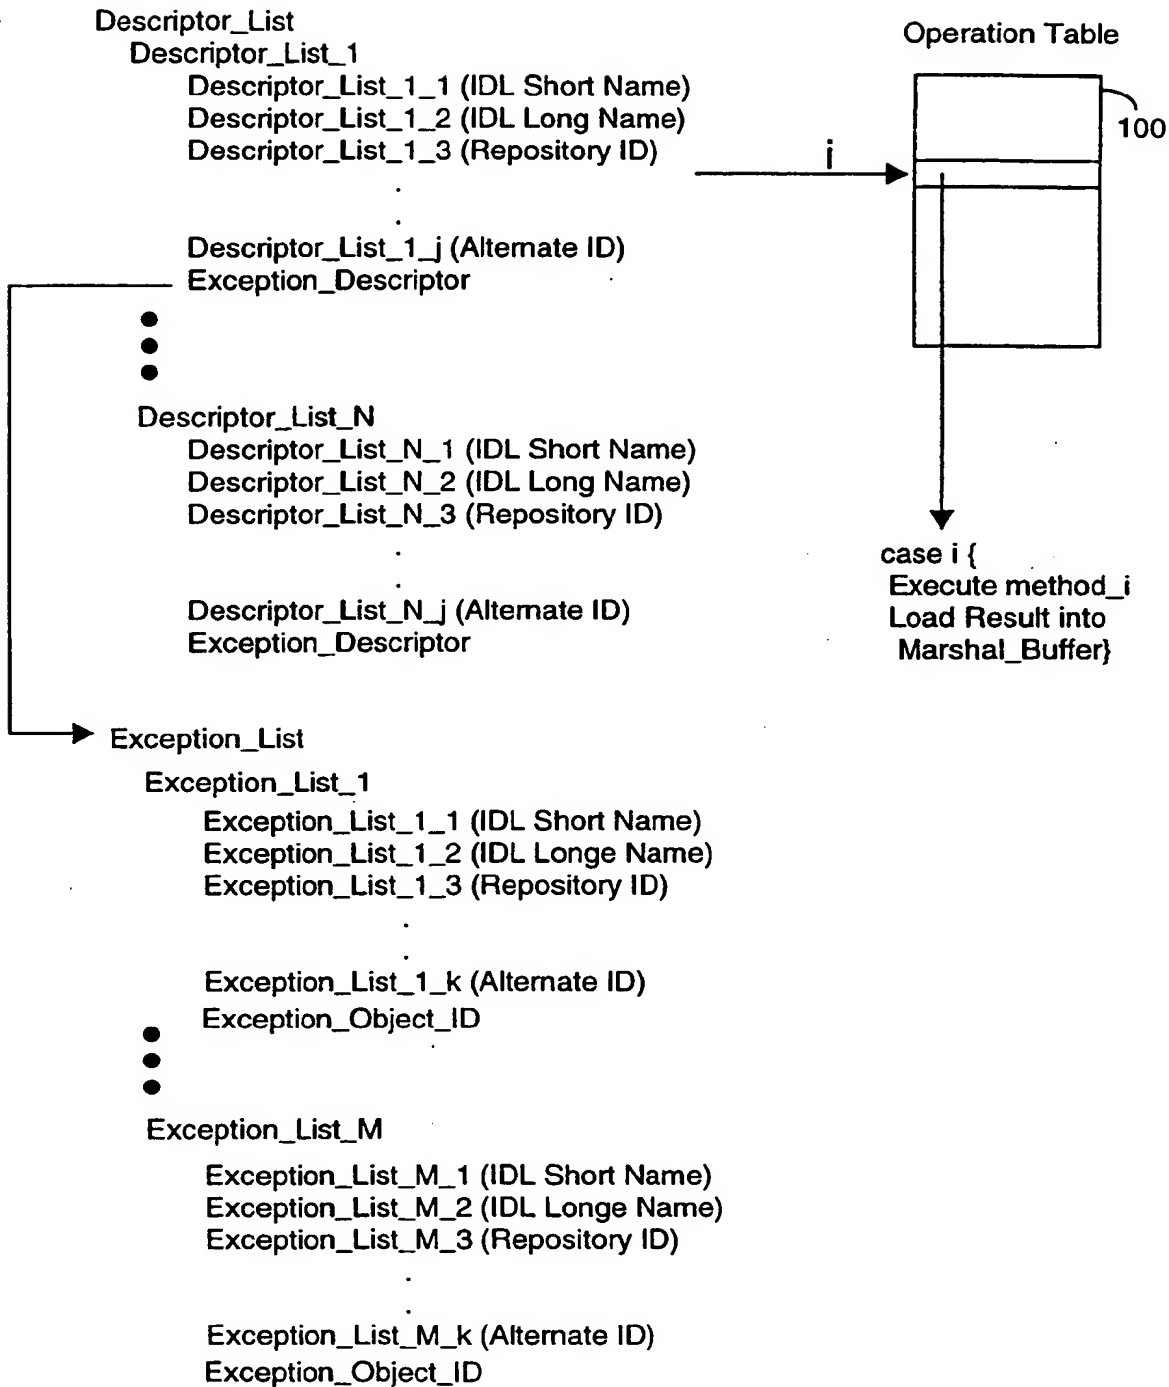 Descriptor_List
Descriptor_List_1
Descriptor_List_1_1 (IDL Short Name)
Descriptor_List_1_2 (IDL Long Name)
Descriptor_List_1_3 (Repository ID)
.
.
Descriptor_List_1_j (Alternate ID)
Exception_Descriptor
Descriptor_List_N
Descriptor_List_N_1 (IDL Short Name)
Descriptor_List_N_2 (IDL Long Name)
Descriptor_List_N_3 (Repository ID)
.
.
Descriptor_List_N_j (Alternate ID)
Exception_Descriptor
Operation Table
100
i
case i {
Execute method_i
Load Result into
Marshal_Buffer}
Exception_List
Exception_List_1
Exception_List_1_1 (IDL Short Name)
Exception_List_1_2 (IDL Longe Name)
Exception_List_1_3 (Repository ID)
.
.
Exception_List_1_k (Alternate ID)
Exception_Object_ID
Exception_List_M
Exception_List_M_1 (IDL Short Name)
Exception_List_M_2 (IDL Longe Name)
Exception_List_M_3 (Repository ID)
.
.
Exception_List_M_k (Alternate ID)
Exception_Object_ID